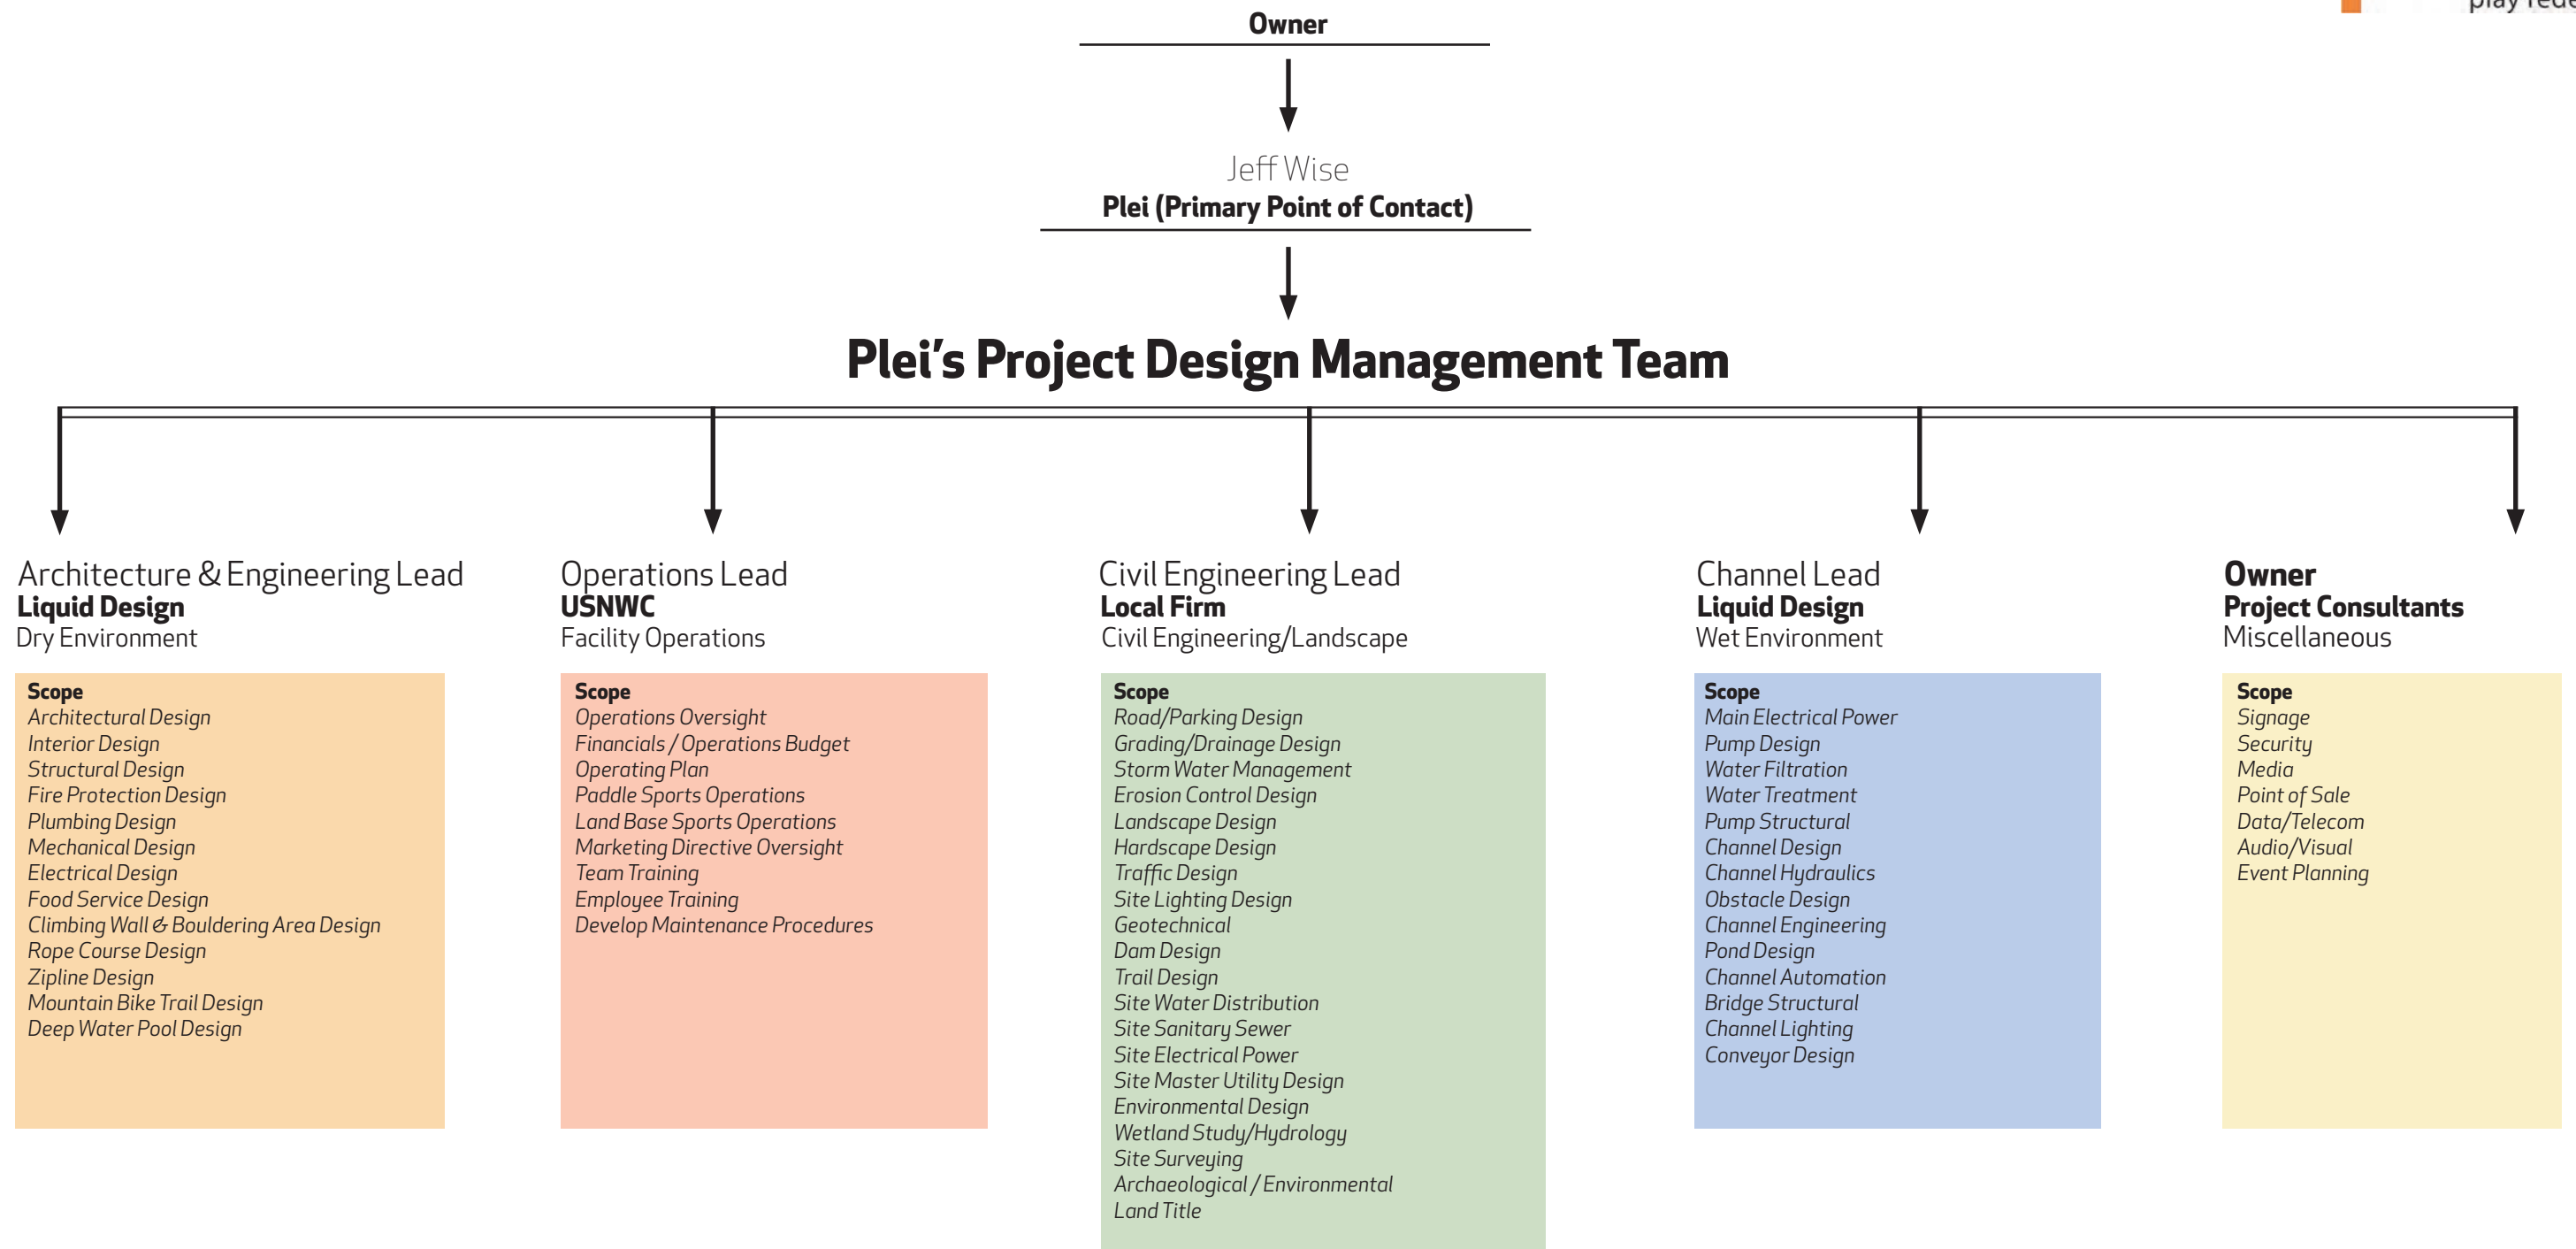 play rede
Owner
Jeff Wise
Plei (Primary Point of Contact)
Plei's Project Design Management Team
Architecture & Engineering Lead
Liquid Design
Dry Environment
Scope
Architectural Design
Interior Design
Structural Design
Fire Protection Design
Plumbing Design
Mechanical Design
Electrical Design
Food Service Design
Climbing Wall & Bouldering Area Design
Rope Course Design
Zipline Design
Mountain Bike Trail Design
Deep Water Pool Design
Operations Lead
USNWC
Facility Operations
Scope
Operations Oversight
Financials / Operations Budget
Operating Plan
Paddle Sports Operations
Land Base Sports Operations
Marketing Directive Oversight
Team Training
Employee Training
Develop Maintenance Procedures
Civil Engineering Lead
Local Firm
Civil Engineering/Landscape
Scope
Road/Parking Design
Grading/Drainage Design
Storm Water Management
Erosion Control Design
Landscape Design
Hardscape Design
Traffic Design
Site Lighting Design
Geotechnical
Dam Design
Trail Design
Site Water Distribution
Site Sanitary Sewer
Site Electrical Power
Site Master Utility Design
Environmental Design
Wetland Study/Hydrology
Site Surveying
Archaeological / Environmental
Land Title
Channel Lead
Liquid Design
Wet Environment
Scope
Main Electrical Power
Pump Design
Water Filtration
Water Treatment
Pump Structural
Channel Design
Channel Hydraulics
Obstacle Design
Channel Engineering
Pond Design
Channel Automation
Bridge Structural
Channel Lighting
Conveyor Design
Owner
Project Consultants
Miscellaneous
Scope
Signage
Security
Media
Point of Sale
Data/Telecom
Audio/Visual
Event Planning